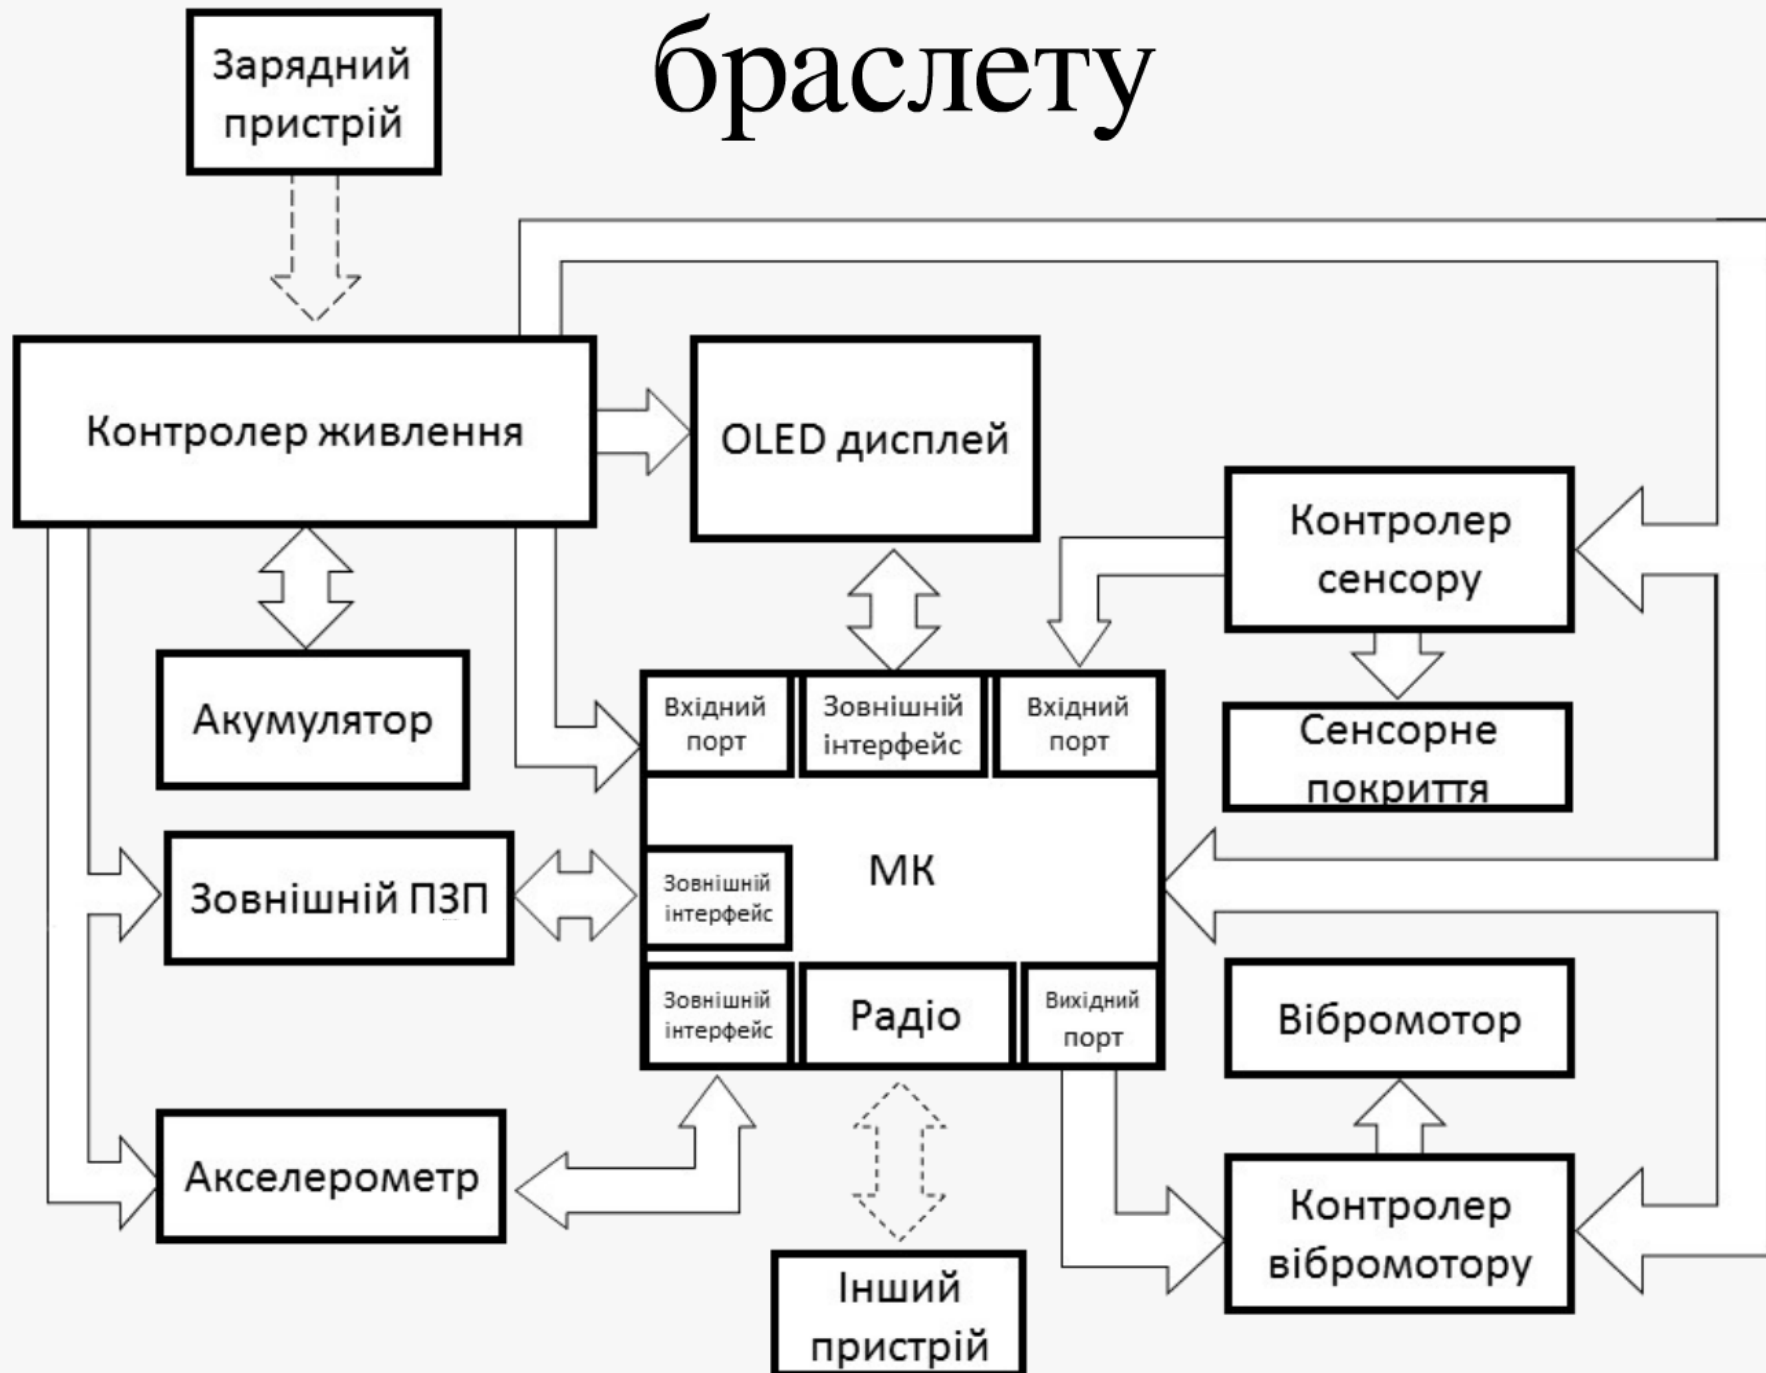 браслету
Зарядний
пристрій
Контролер живлення
OLED дисплей
Контролер
сенсору
Акумулятор
Вхідний
порт
Зовнішній
інтерфейс
Вхідний
порт
Сенсорне
покриття
Зовнішній ПЗП
Зовнішній
інтерфейс
МК
Зовнішній
інтерфейс
Радіо
Вихідний
порт
Вібромотор
Акселерометр
Контролер
вібромотору
Інший
пристрій